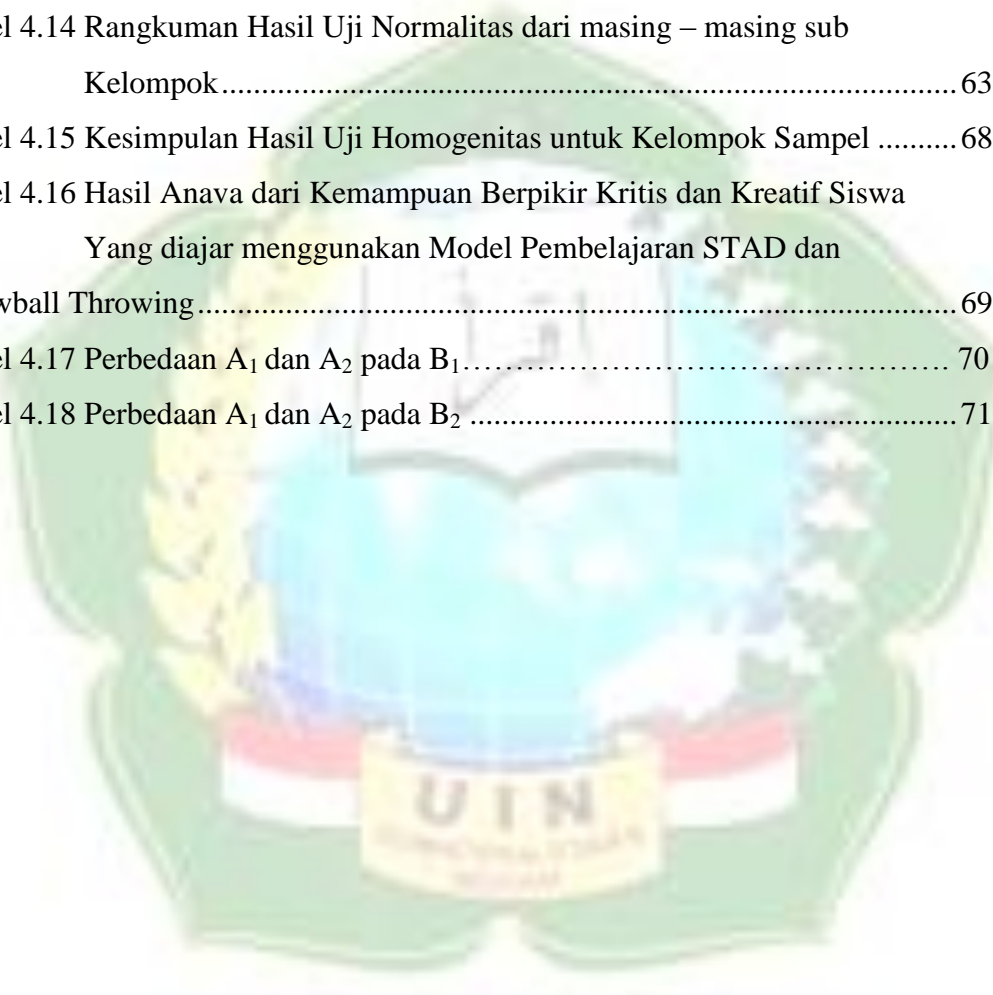 el 4.14 Rangkuman Hasil Uji Normalitas dari masing – masing sub
Kelompok............................................................................................ 63
el 4.15 Kesimpulan Hasil Uji Homogenitas untuk Kelompok Sampel .......... 68
el 4.16 Hasil Anava dari Kemampuan Berpikir Kritis dan Kreatif Siswa
Yang diajar menggunakan Model Pembelajaran STAD dan
wball Throwing ............................................................................................... 69
el 4.17 Perbedaan A₁ dan A₂ pada B₁…………………………………………. 70
el 4.18 Perbedaan A₁ dan A₂ pada B₂ ............................................................. 71
UIN
SUMATERA UTARA
MEDAN